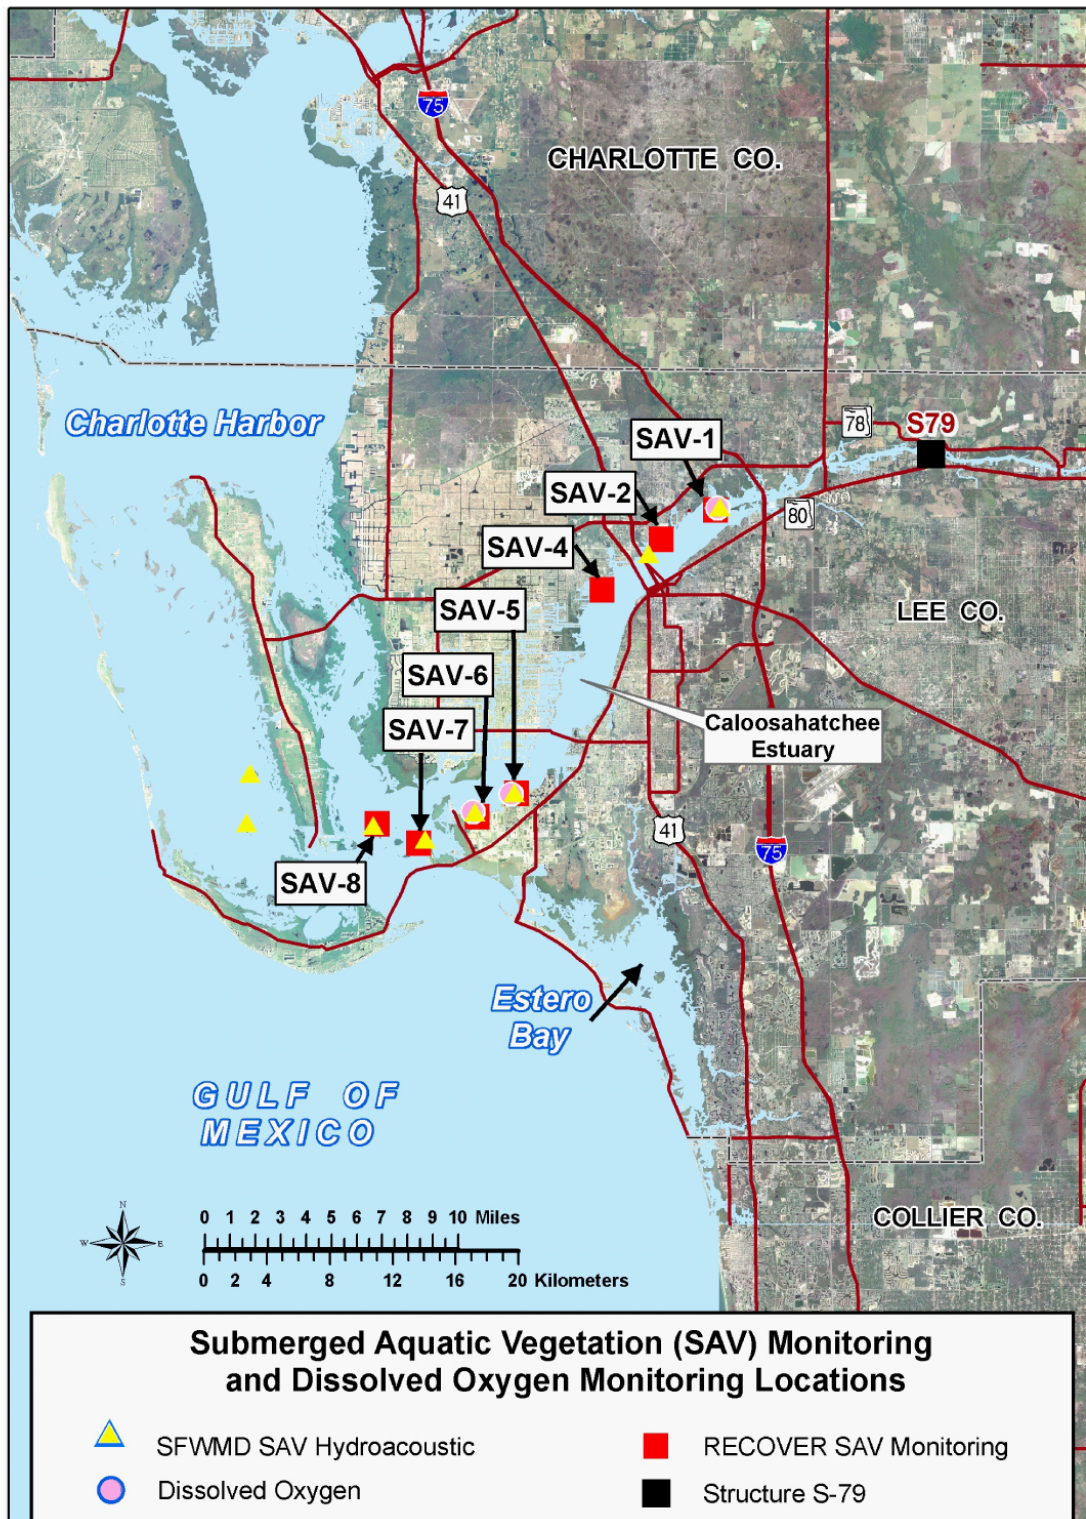 75
CHARLOTTE CO.
41
Charlotte Harbor
78
S79
SAV-1
SAV-2
80
SAV-4
SAV-5
LEE CO.
SAV-6
SAV-7
Caloosahatchee
Estuary
41
75
SAV-8
Estero
Bay
GULF OF
MEXICO
N
W E
S
0 1 2 3 4 5 6 7 8 9 10 Miles
0 2 4 8 12 16 20 Kilometers
COLLIER CO.
Submerged Aquatic Vegetation (SAV) Monitoring
and Dissolved Oxygen Monitoring Locations
SFWMD SAV Hydroacoustic
RECOVER SAV Monitoring
Dissolved Oxygen
Structure S-79